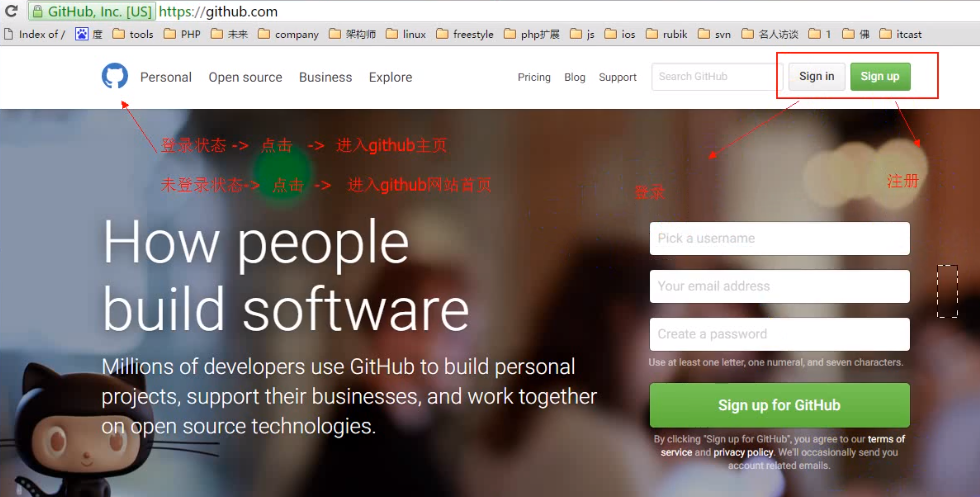 GitHub, Inc. [US] https://github.com
Index of / 度 tools PHP 未来 company 架构师 linux freestyle php扩展 js ios rubik svn 名人访谈 1 佛 itcast
Personal Open source Business Explore Pricing Blog Support Search GitHub Sign in Sign up
登录状态 -> 点击 -> 进入github主页
未登录状态-> 点击 -> 进入github网站首页
登录
注册
How people
build software
Millions of developers use GitHub to build personal
projects, support their businesses, and work together
on open source technologies.
Pick a username
Your email address
Create a password
Use at least one letter, one numeral, and seven characters.
Sign up for GitHub
By clicking "Sign up for GitHub", you agree to our terms of
service and privacy policy. We'll occasionally send you
account related emails.